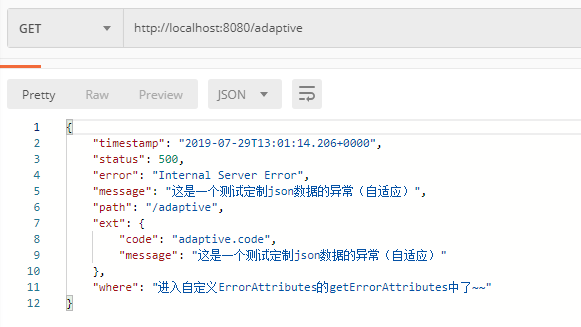 GET http://localhost:8080/adaptive
Pretty Raw Preview JSON
1 {
2 "timestamp": "2019-07-29T13:01:14.206+0000",
3 "status": 500,
4 "error": "Internal Server Error",
5 "message": "这是一个测试定制json数据的异常（自适应）",
6 "path": "/adaptive",
7 "ext": {
8 "code": "adaptive.code",
9 "message": "这是一个测试定制json数据的异常（自适应）"
10 },
11 "where": "进入自定义ErrorAttributes的getErrorAttributes中了~~"
12 }